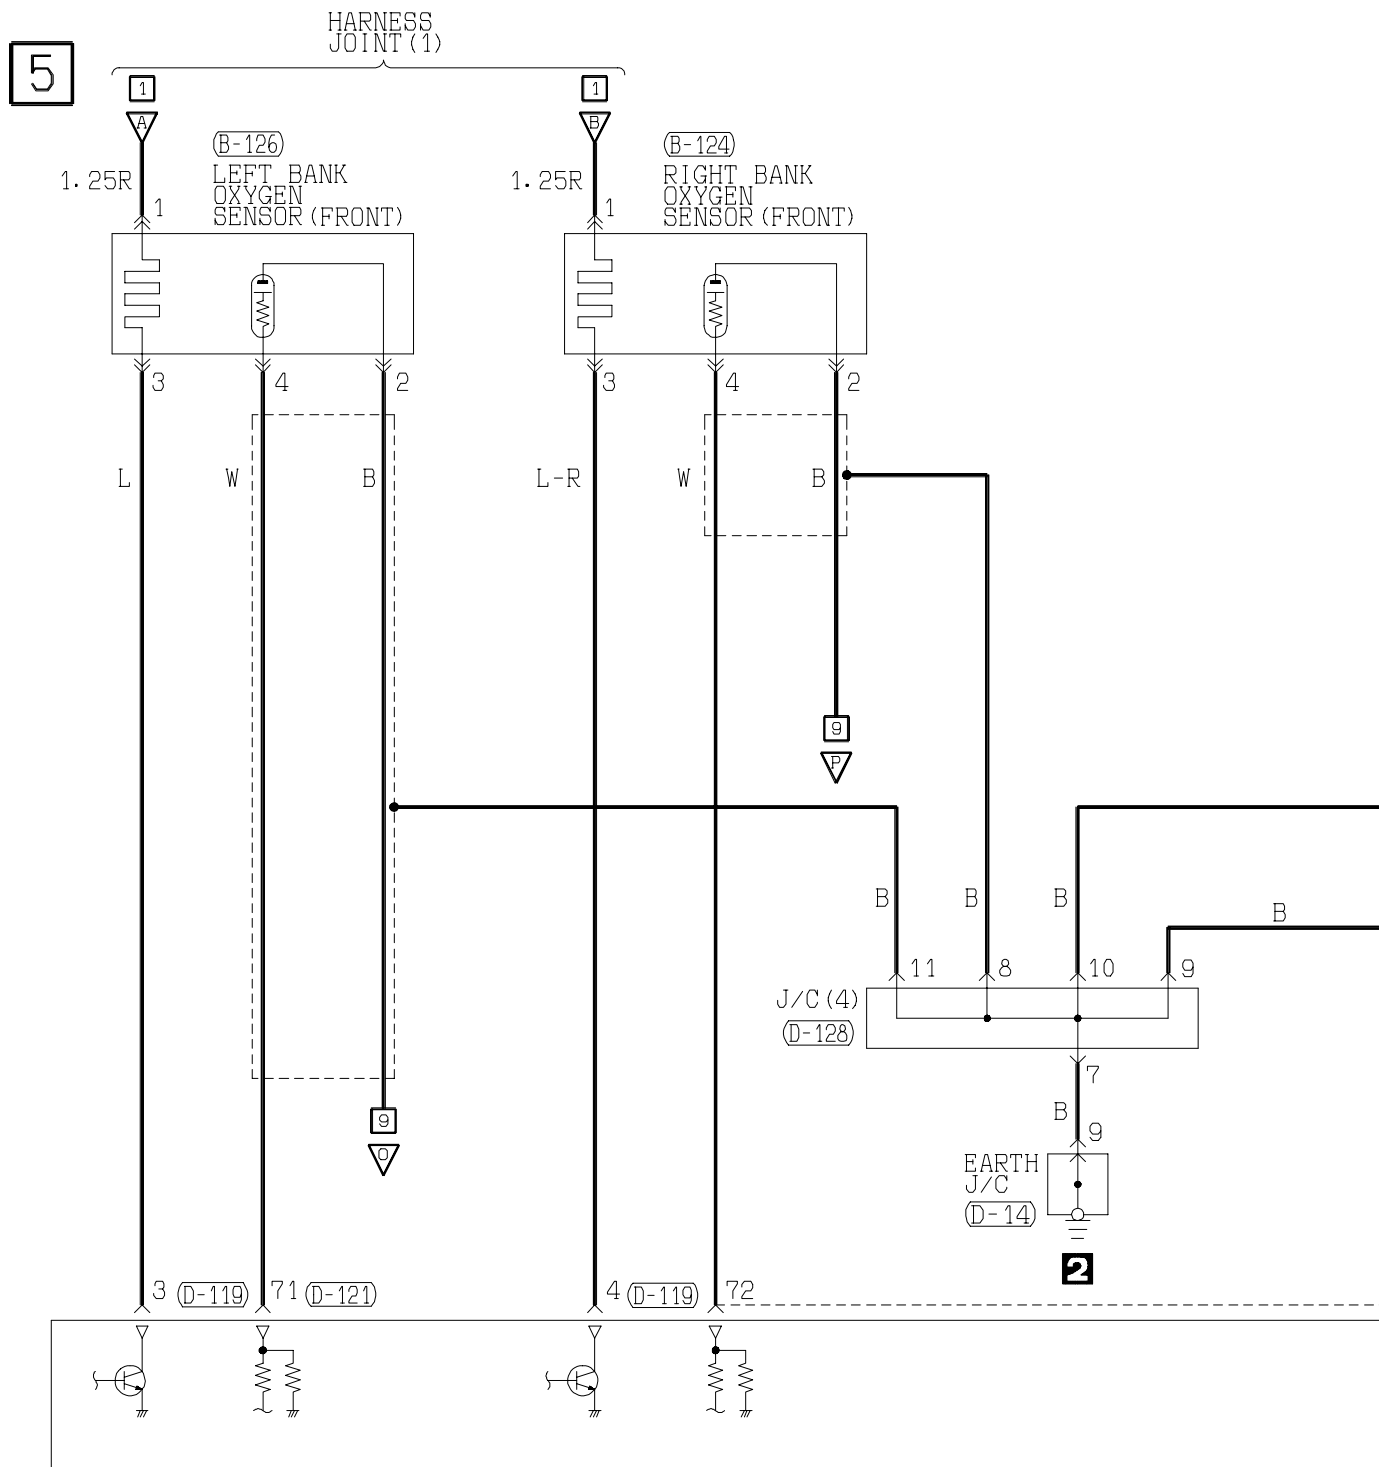 HARNESS
JOINT(1)
5
1
1
A
B
(B-126)
(B-124)
1.25R
LEFT BANK
OXYGEN
SENSOR(FRONT)
1.25R
RIGHT BANK
OXYGEN
SENSOR(FRONT)
1
1
3
4
2
3
4
2
L
W
B
L-R
W
B
9
P
B
B
B
B
11
8
10
9
J/C(4)
(D-128)
7
B
9
9
O
EARTH
J/C
(D-14)
2
3
(D-119)
71
(D-121)
4
(D-119)
72